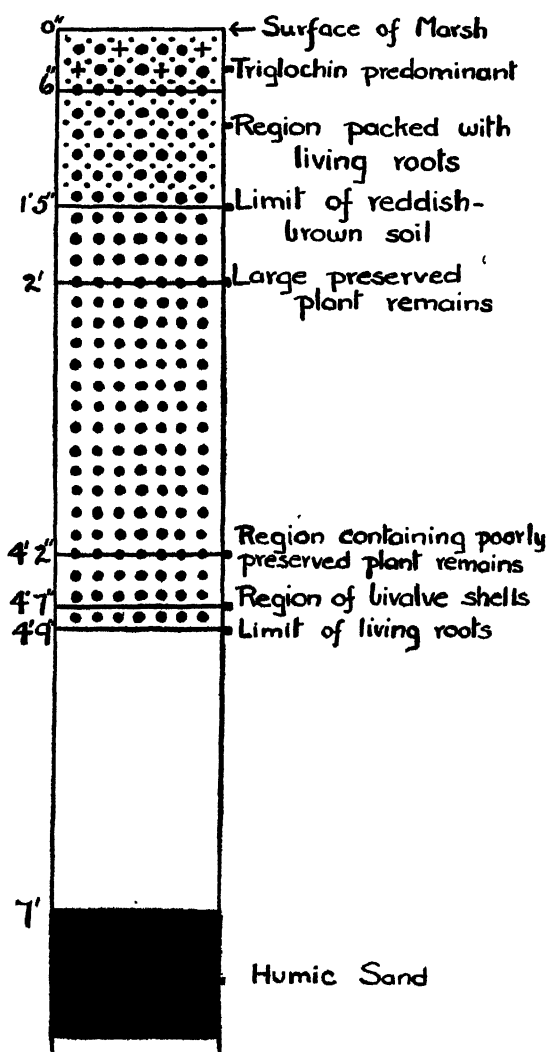 0" ← Surface of Marsh
Triglochin predominant
6"
Region packed with
living roots
1'5" Limit of reddish-
brown soil
2' Large preserved
plant remains
4'2" Region containing poorly
preserved plant remains
4'7" Region of bivalve shells
4'9" Limit of living roots
7'
Humic Sand